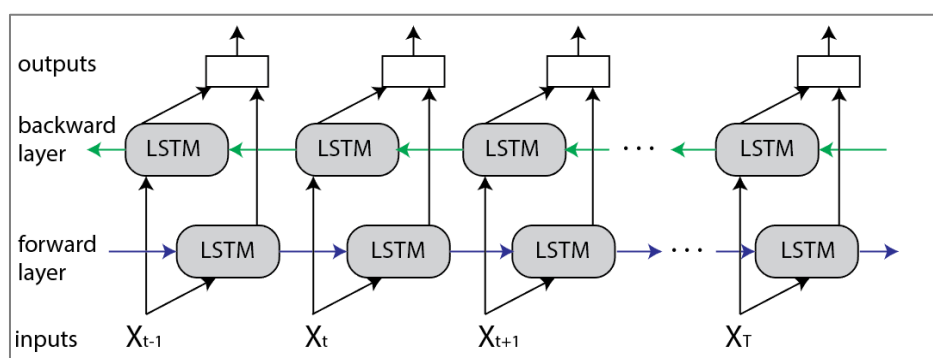 outputs
backward
layer
LSTM LSTM LSTM ... LSTM
forward
layer
LSTM LSTM LSTM ... LSTM
inputs Xt-1 Xt Xt+1 XT